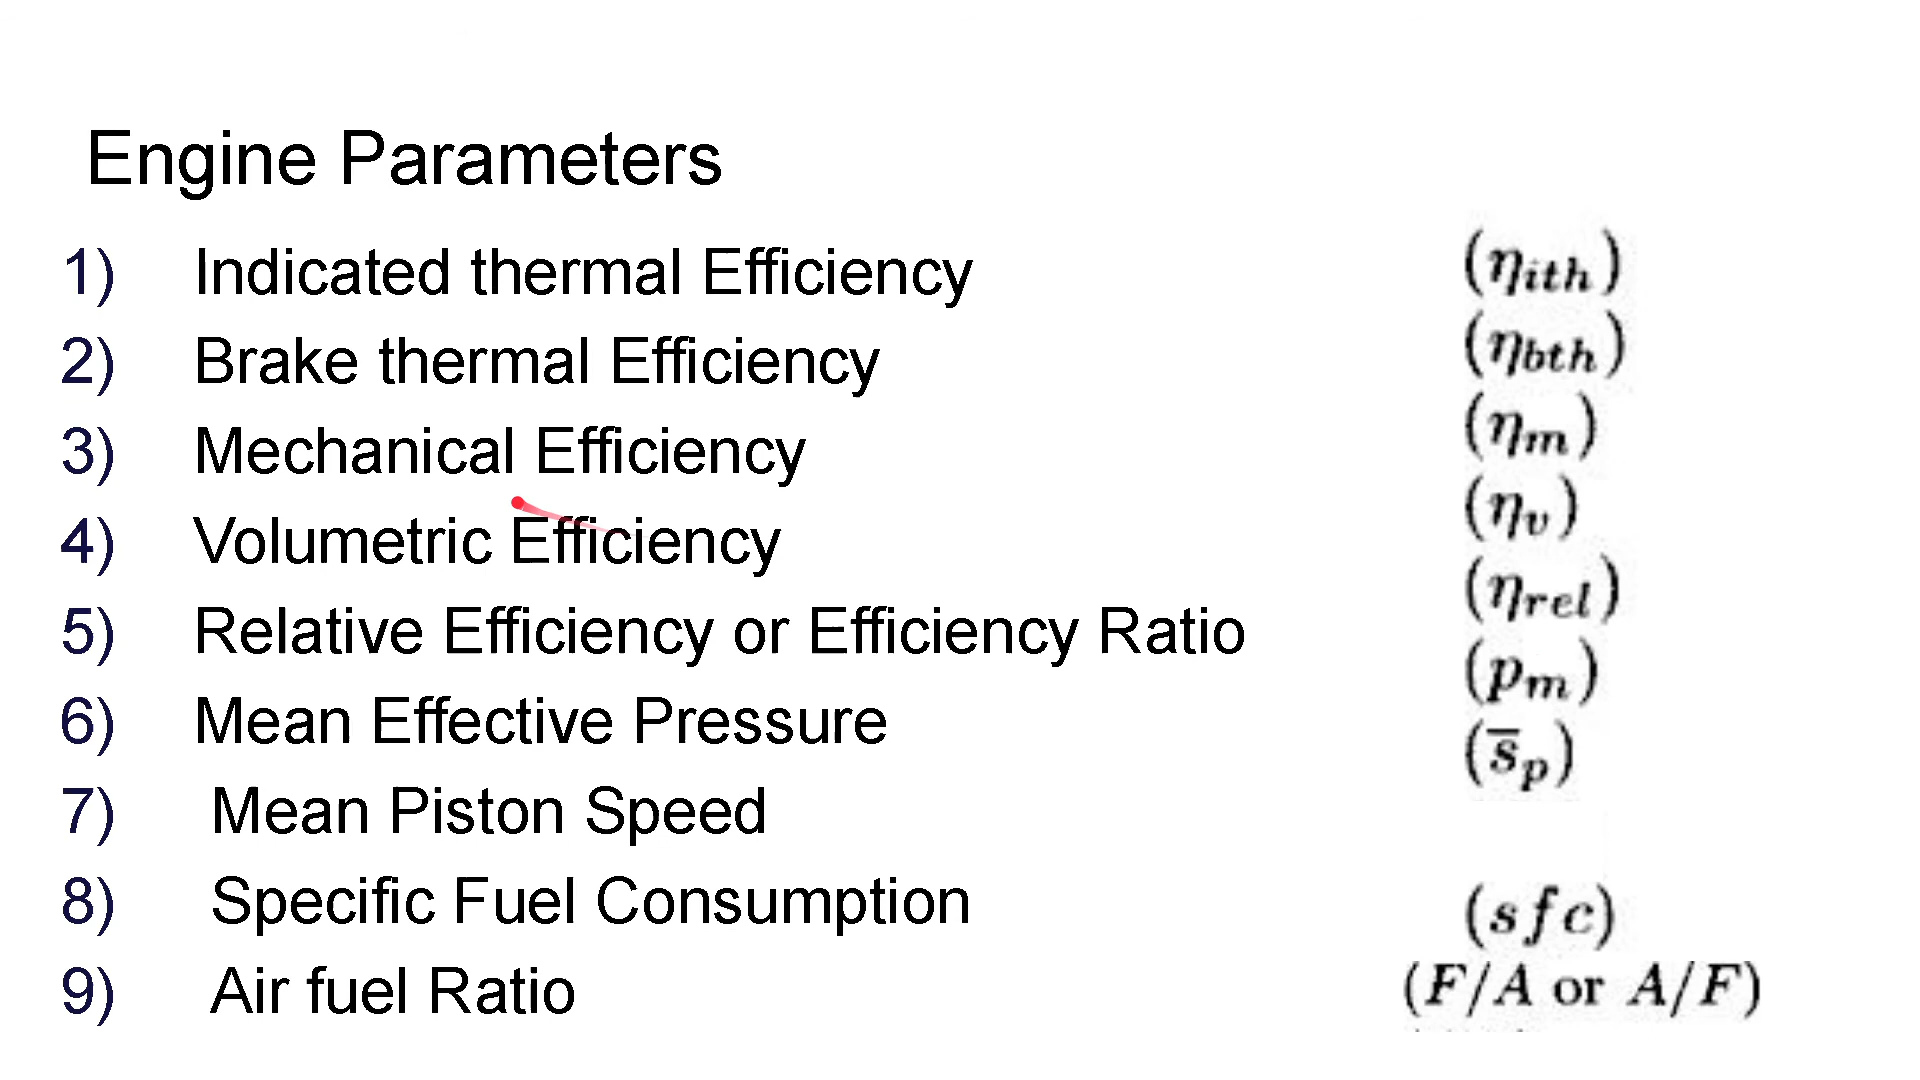 Engine Parameters
1) Indicated thermal Efficiency (ηith)
2) Brake thermal Efficiency (ηbth)
3) Mechanical Efficiency (ηm)
4) Volumetric Efficiency (ηv)
5) Relative Efficiency or Efficiency Ratio (ηrel)
6) Mean Effective Pressure (pm)
7) Mean Piston Speed (s̅p)
8) Specific Fuel Consumption (sfc)
9) Air fuel Ratio (F/A or A/F)